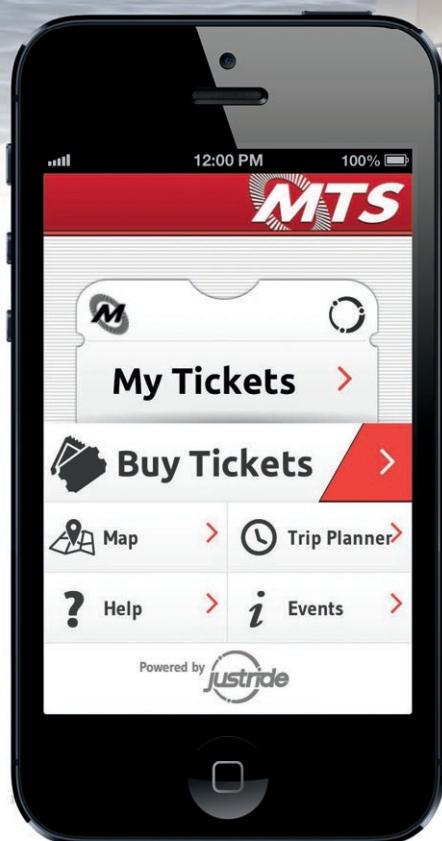 12:00 PM 100%
MTS
M
My Tickets
Buy Tickets
Map
Trip Planner
? Help
i Events
Powered by justride